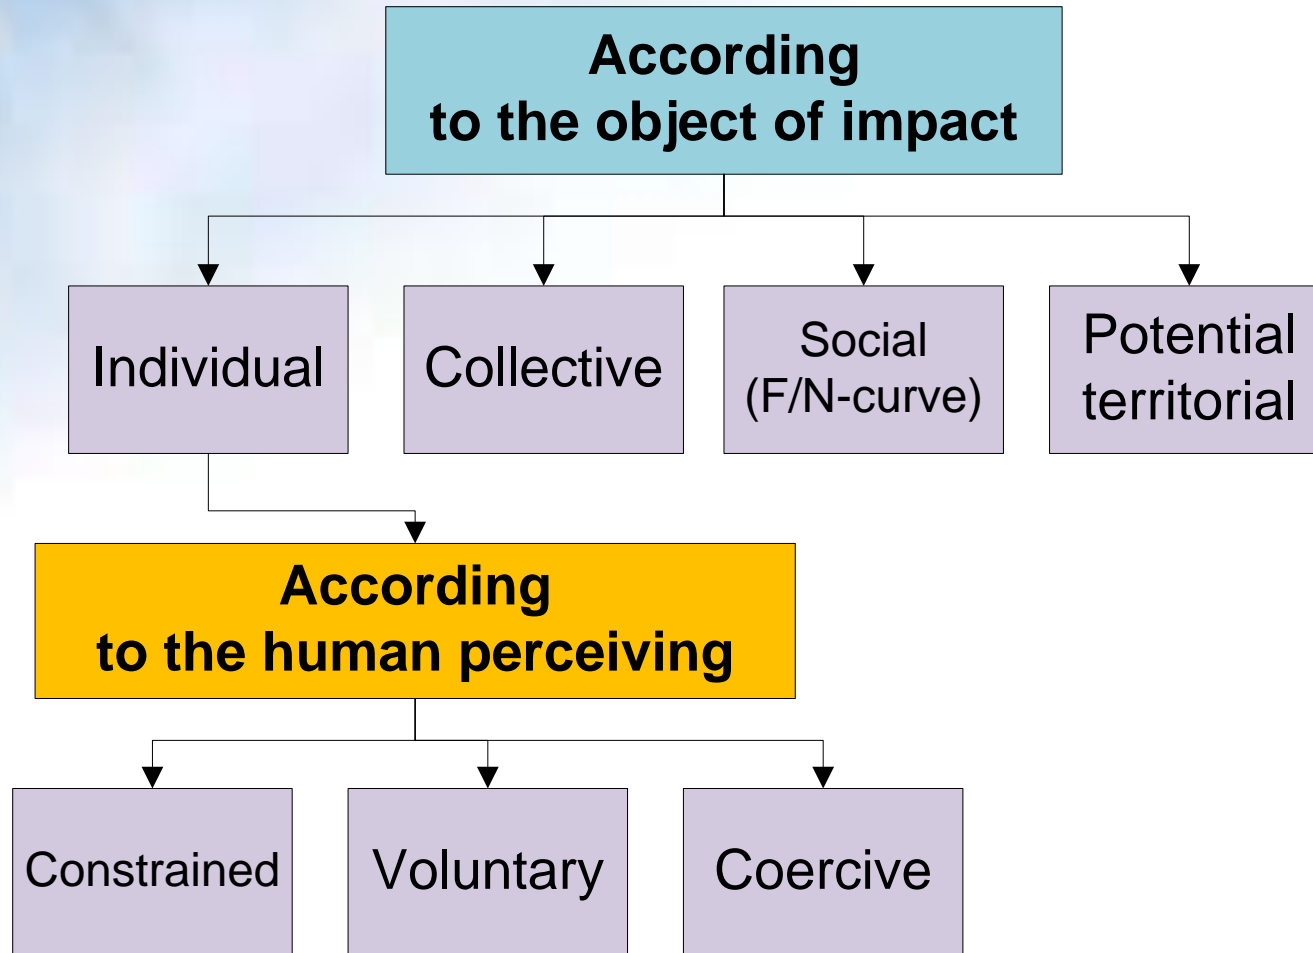 According
to the object of impact
Individual
Collective
Social
(F/N-curve)
Potential
territorial
According
to the human perceiving
Constrained
Voluntary
Coercive